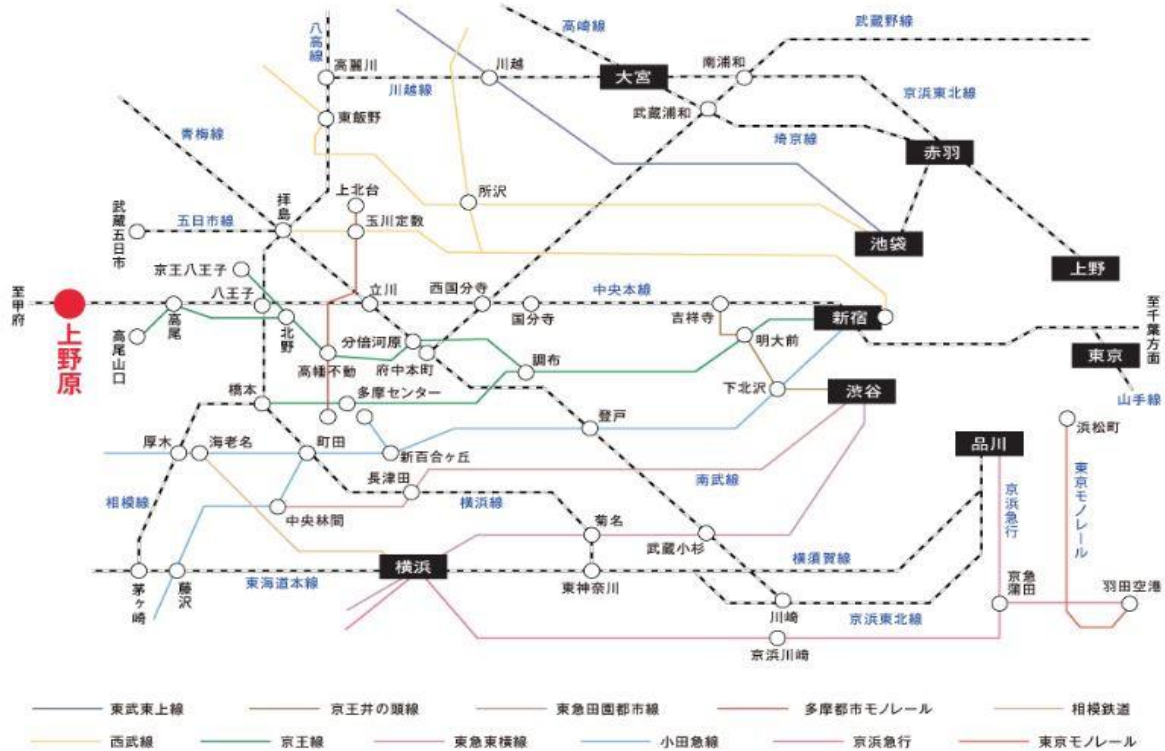 高崎線
武蔵野線
八高線
高麗川
川越
川越線
大宮
南浦和
京浜東北線
東飯野
武蔵浦和
埼京線
青梅線
赤羽
上北台
所沢
武蔵五日市
五日市線
拝島
玉川定数
池袋
上野
京王八王子
至甲府
八王子
立川
西国分寺
中央本線
至千葉方面
上野原
高尾
北野
国分寺
吉祥寺
新宿
高尾山口
分倍河原
明大前
東京
高幡不動
府中本町
調布
橋本
多摩センター
下北沢
渋谷
山手線
登戸
浜松町
厚木
海老名
町田
新百合ヶ丘
品川
長津田
南武線
京浜急行
東京モノレール
相模線
横浜線
中央林間
菊名
武蔵小杉
横浜
横須賀線
東海道本線
茅ヶ崎
藤沢
東神奈川
京急蒲田
羽田空港
川崎
京浜東北線
京浜川崎
東武東上線
京王井の頭線
東急田園都市線
多摩都市モノレール
相模鉄道
西武線
京王線
東急東横線
小田急線
京浜急行
東京モノレール